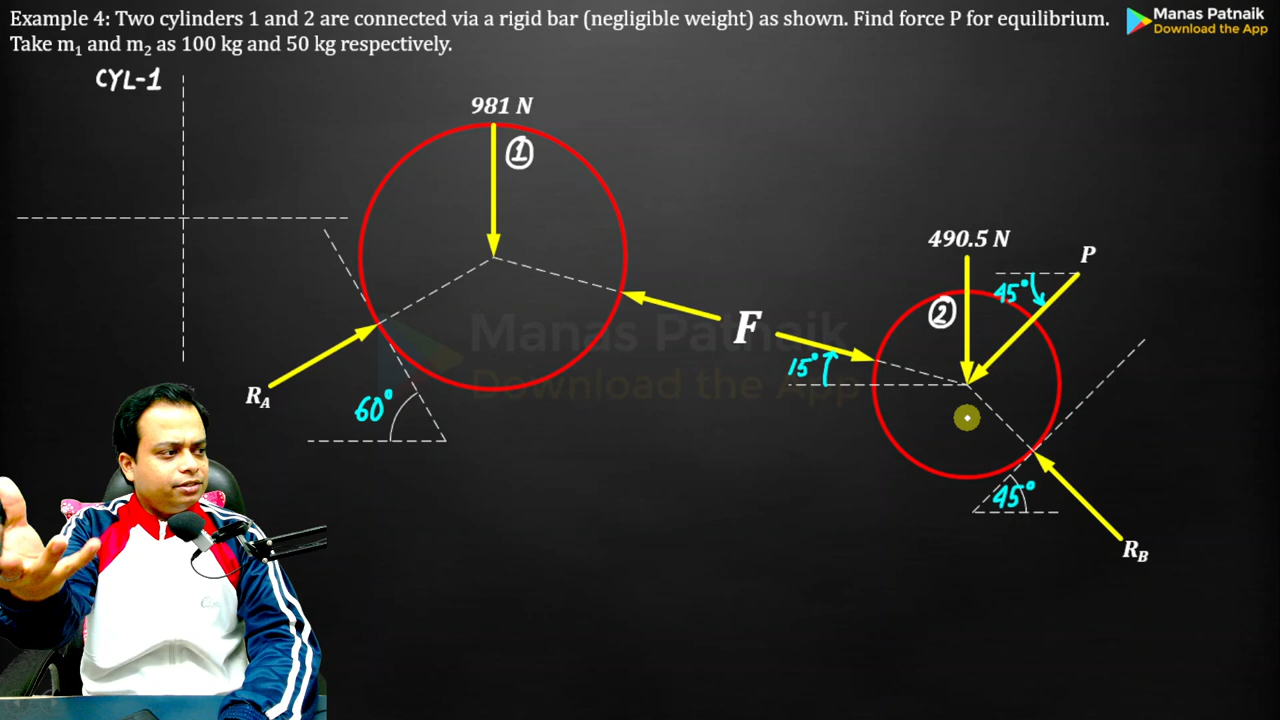 Example 4: Two cylinders 1 and 2 are connected via a rigid bar (negligible weight) as shown. Find force P for equilibrium.
Take m₁ and m₂ as 100 kg and 50 kg respectively.
Manas Patnaik
Download the App
CYL-1
981 N
1
490.5 N
P
45°
2
F
Manas Patnaik
Download the App
15°
R_A
60°
45°
R_B